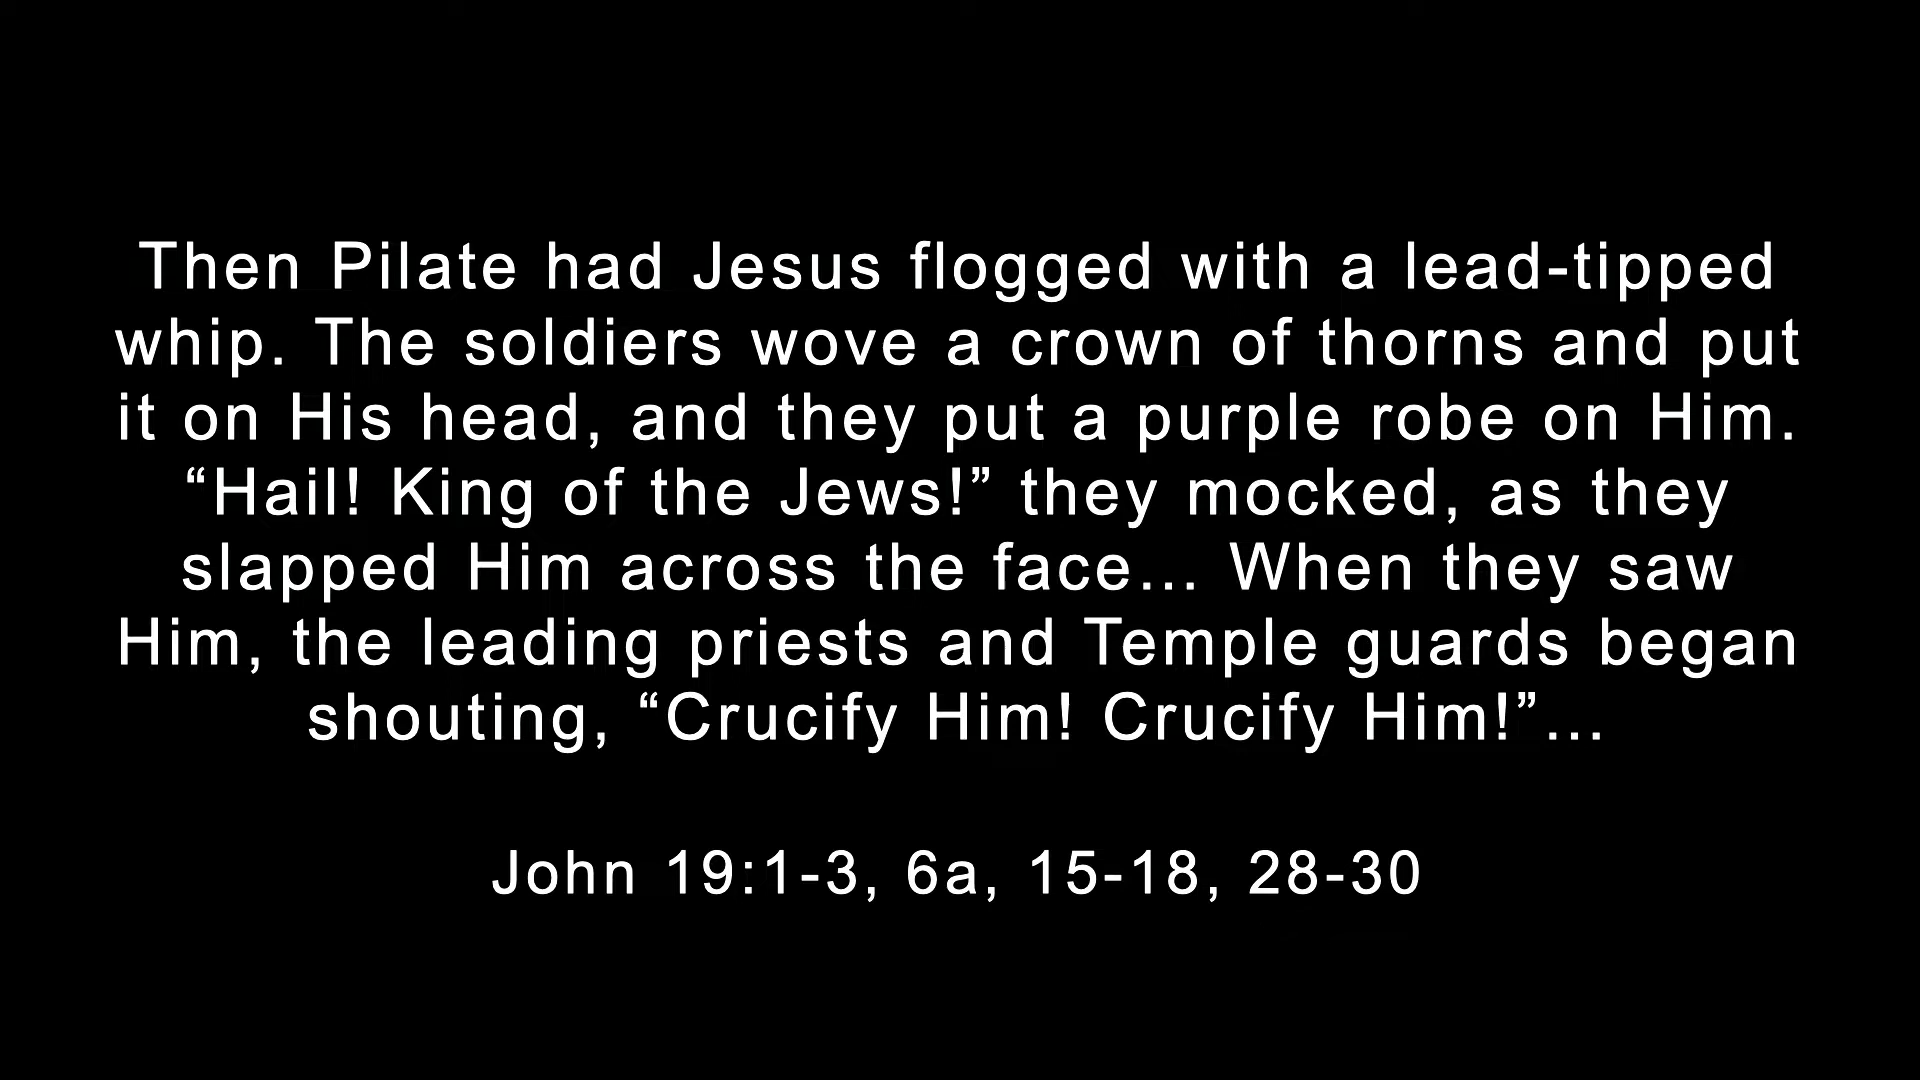 Then Pilate had Jesus flogged with a lead-tipped
whip. The soldiers wove a crown of thorns and put
it on His head, and they put a purple robe on Him.
“Hail! King of the Jews!” they mocked, as they
slapped Him across the face... When they saw
Him, the leading priests and Temple guards began
shouting, “Crucify Him! Crucify Him!”...
John 19:1-3, 6a, 15-18, 28-30